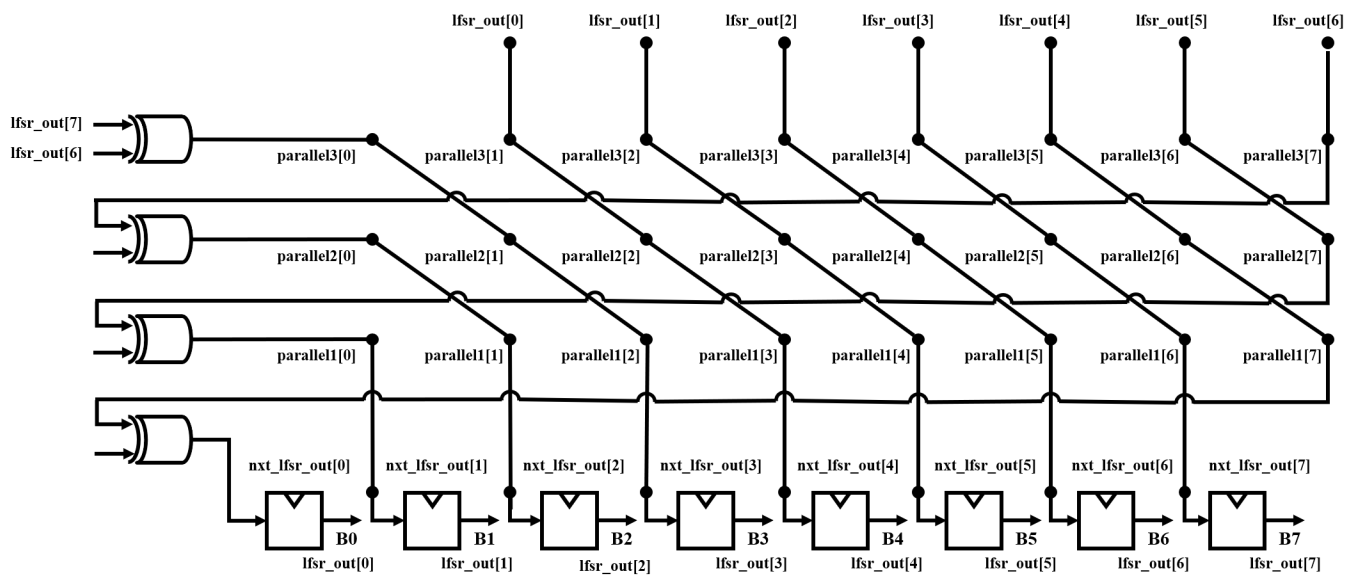 lfsr_out[0] lfsr_out[1] lfsr_out[2] lfsr_out[3] lfsr_out[4] lfsr_out[5] lfsr_out[6]
lfsr_out[7]
lfsr_out[6]
parallel3[0] parallel3[1] parallel3[2] parallel3[3] parallel3[4] parallel3[5] parallel3[6] parallel3[7]
parallel2[0] parallel2[1] parallel2[2] parallel2[3] parallel2[4] parallel2[5] parallel2[6] parallel2[7]
parallel1[0] parallel1[1] parallel1[2] parallel1[3] parallel1[4] parallel1[5] parallel1[6] parallel1[7]
nxt_lfsr_out[0] nxt_lfsr_out[1] nxt_lfsr_out[2] nxt_lfsr_out[3] nxt_lfsr_out[4] nxt_lfsr_out[5] nxt_lfsr_out[6] nxt_lfsr_out[7]
B0 B1 B2 B3 B4 B5 B6 B7
lfsr_out[0] lfsr_out[1] lfsr_out[2] lfsr_out[3] lfsr_out[4] lfsr_out[5] lfsr_out[6] lfsr_out[7]